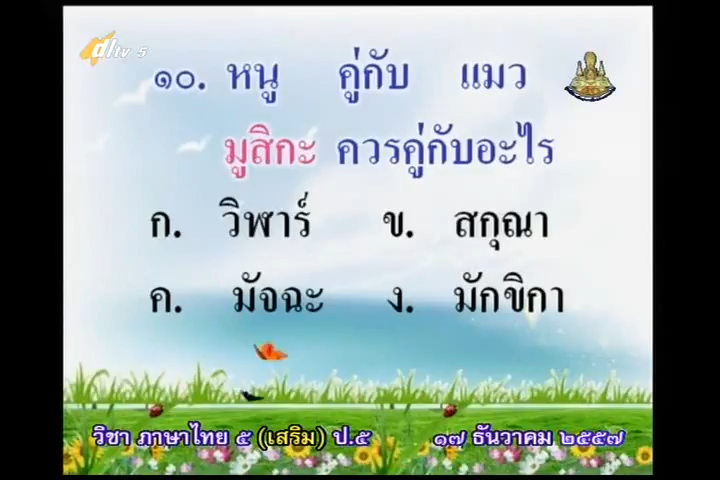 dltv 5
๑๐. หนู คู่กับ แมว
มูสิกะ ควรคู่กับอะไร
ก. วิฬาร์ ข. สกุณา
ค. มัจฉะ ง. มักขิกา
วิชา ภาษาไทย ๕ (เสริม) ป.๕ ๑๗ ธันวาคม ๒๕๕๗